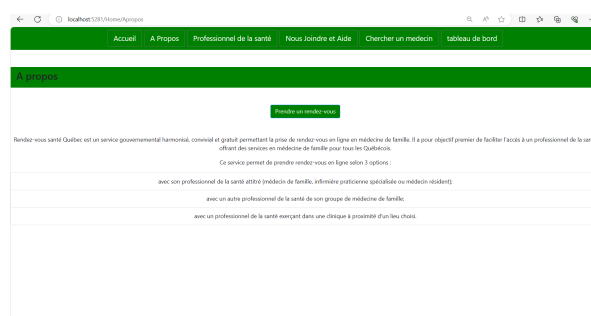 localhost:5281/Home/Apropos
Accueil A Propos Professionnel de la santé Nous Joindre et Aide Chercher un medecin tableau de bord
A propos
Prendre un rendez-vous
Rendez-vous santé Québec est un service gouvernemental harmonisé, convivial et gratuit permettant la prise de rendez-vous en ligne en médecine de famille. Il a pour objectif premier de faciliter l'accès à un professionnel de la sar
offrant des services en médecine de famille pour tous les Québécois.
Ce service permet de prendre rendez-vous en ligne selon 3 options :
avec son professionnel de la santé attitré (médecin de famille, infirmière praticienne spécialisée ou médecin résident);
avec un autre professionnel de la santé de son groupe de médecine de famille;
avec un professionnel de la santé exerçant dans une clinique à proximité d'un lieu choisi.